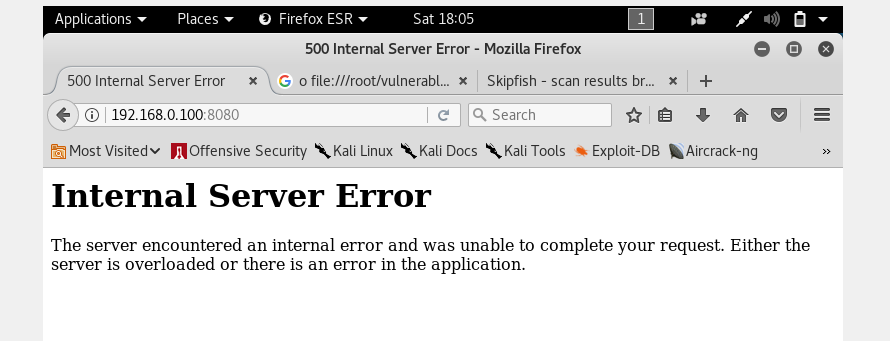 Applications Places Firefox ESR Sat 18:05 1
500 Internal Server Error - Mozilla Firefox
500 Internal Server Error o file:///root/vulnerabl... Skipfish - scan results br...
192.168.0.100:8080 Search
Most Visited Offensive Security Kali Linux Kali Docs Kali Tools Exploit-DB Aircrack-ng »
Internal Server Error
The server encountered an internal error and was unable to complete your request. Either the
server is overloaded or there is an error in the application.